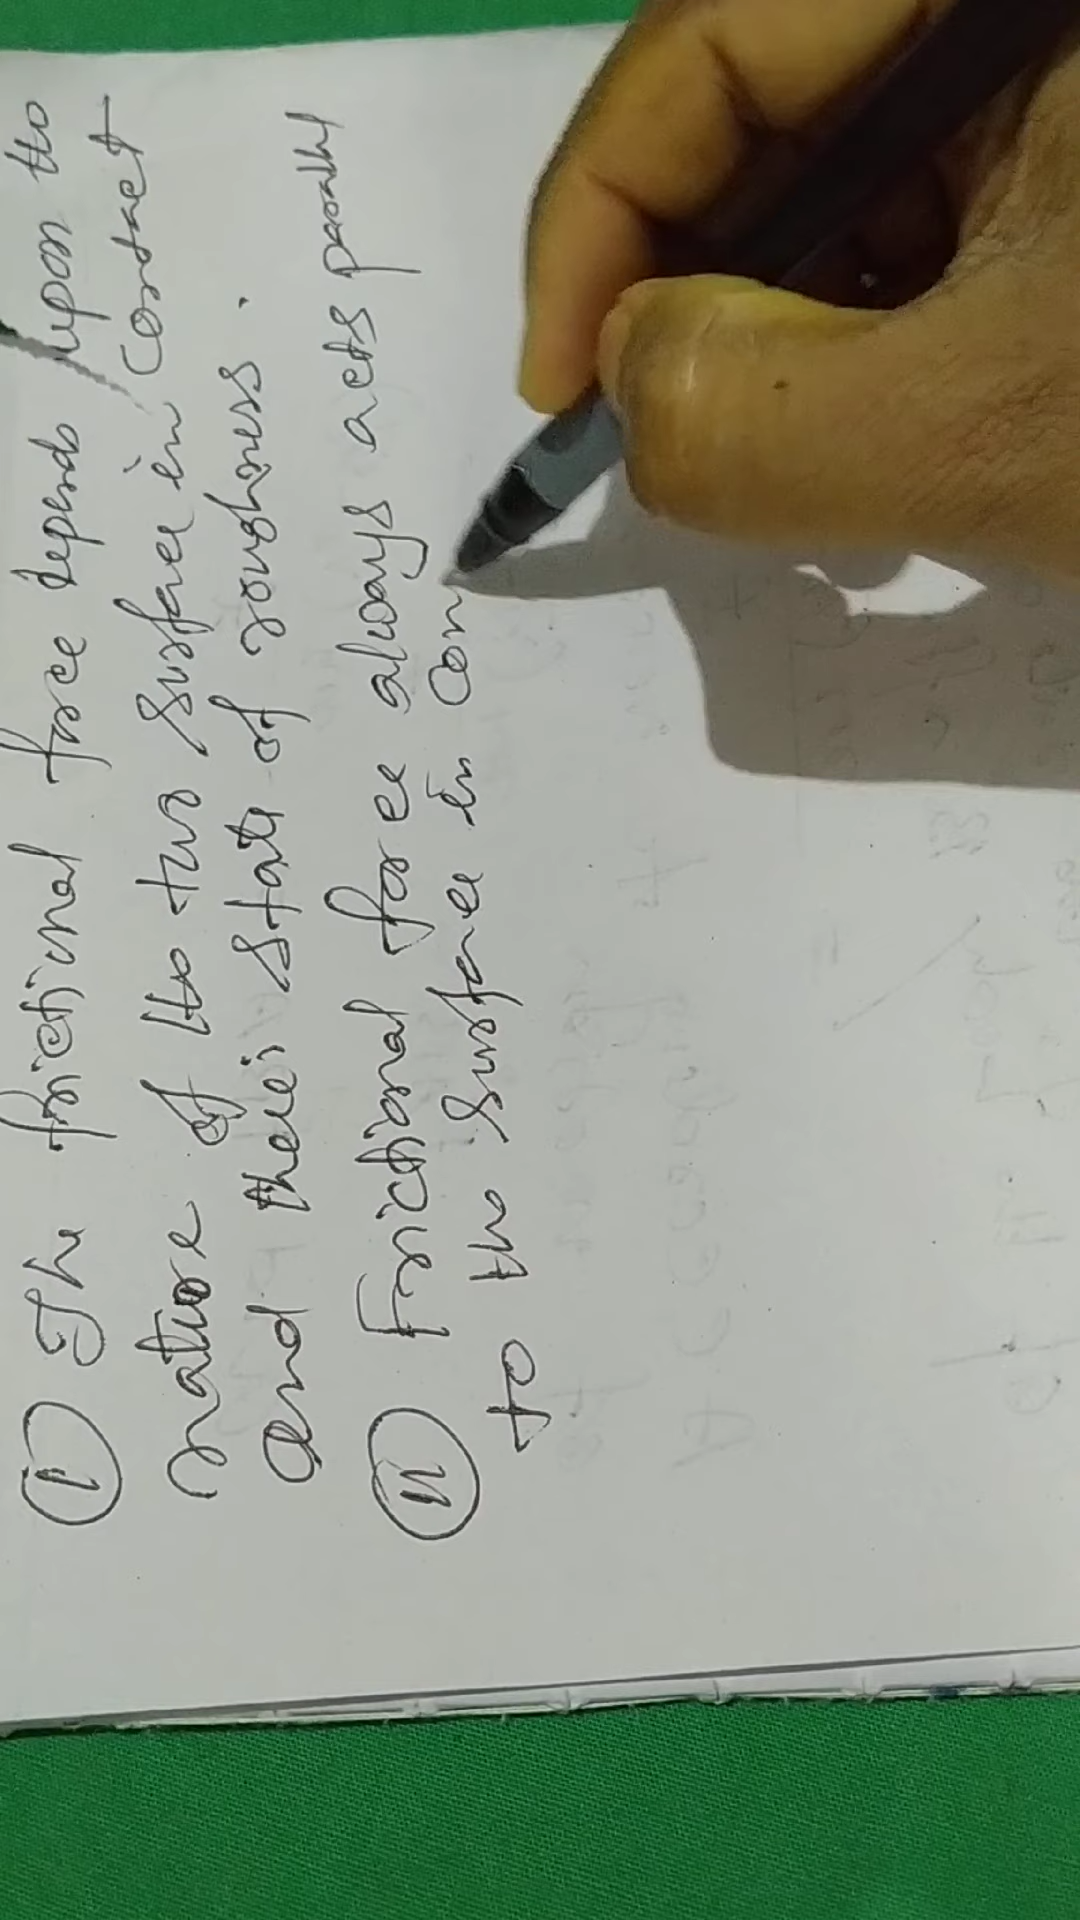 (I) The frictional force depends upon the
nature of the two surface in contact
and their state of roughness.
(II) Frictional force always acts parallel
to the surface in con